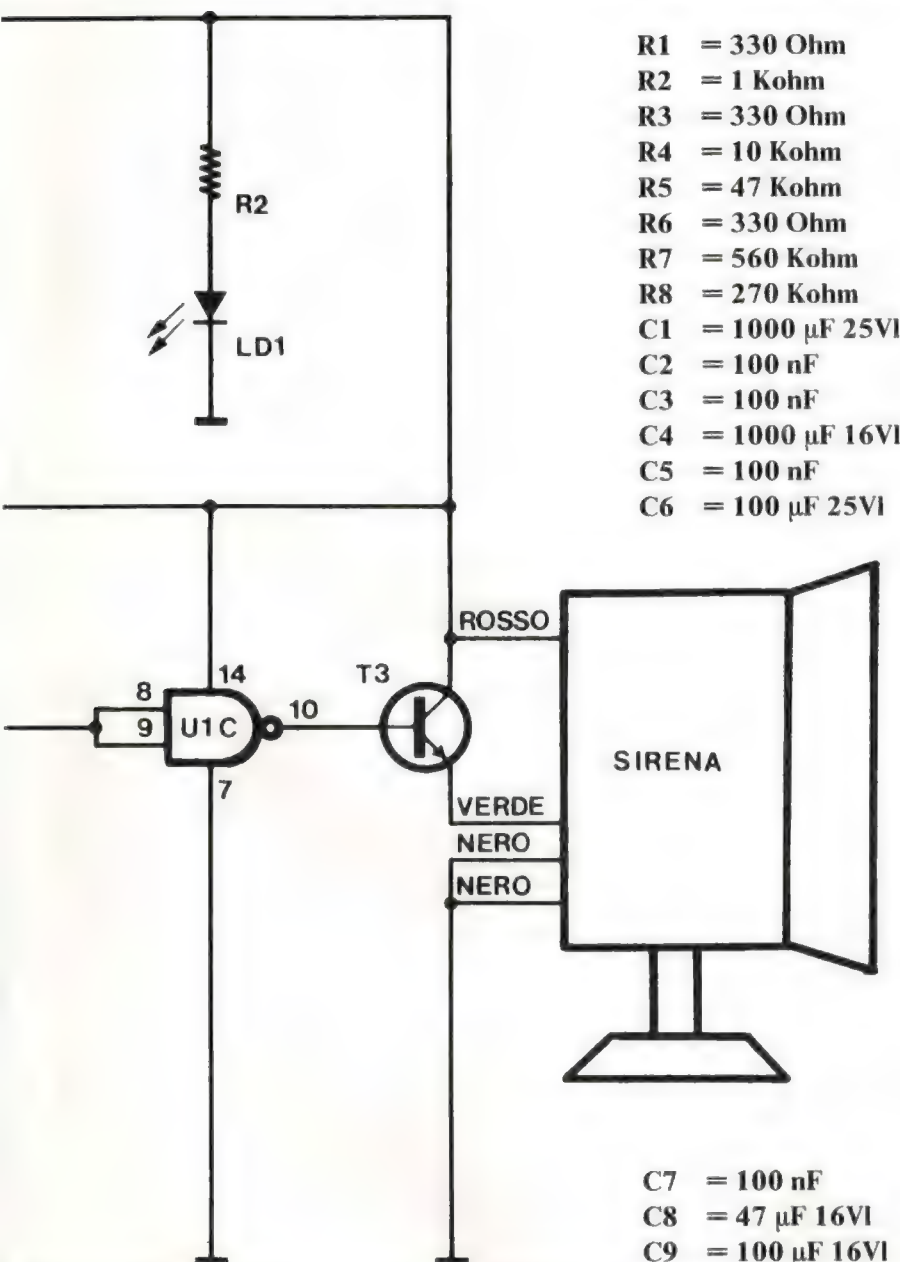 R1 = 330 Ohm
R2 = 1 Kohm
R3 = 330 Ohm
R4 = 10 Kohm
R5 = 47 Kohm
R6 = 330 Ohm
R7 = 560 Kohm
R8 = 270 Kohm
C1 = 1000 µF 25Vl
C2 = 100 nF
C3 = 100 nF
C4 = 1000 µF 16Vl
C5 = 100 nF
C6 = 100 µF 25Vl
R2
LD1
ROSSO
T3
14
8
9
U1C
10
7
SIRENA
VERDE
NERO
NERO
C7 = 100 nF
C8 = 47 µF 16Vl
C9 = 100 µF 16Vl